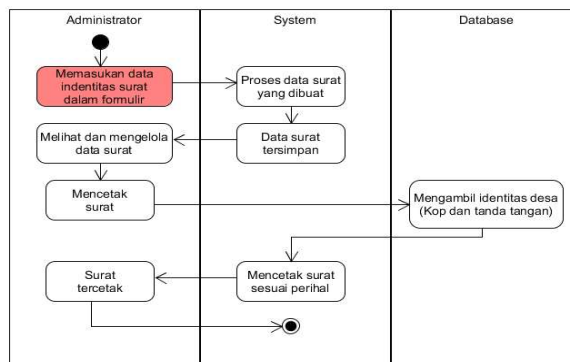 Administrator
System
Database
Memasukan data
indentitas surat
dalam formulir
Proses data surat
yang dibuat
Melihat dan mengelola
data surat
Data surat
tersimpan
Mencetak
surat
Mengambil identitas desa
(Kop dan tanda tangan)
Surat
tercetak
Mencetak surat
sesuai perihal